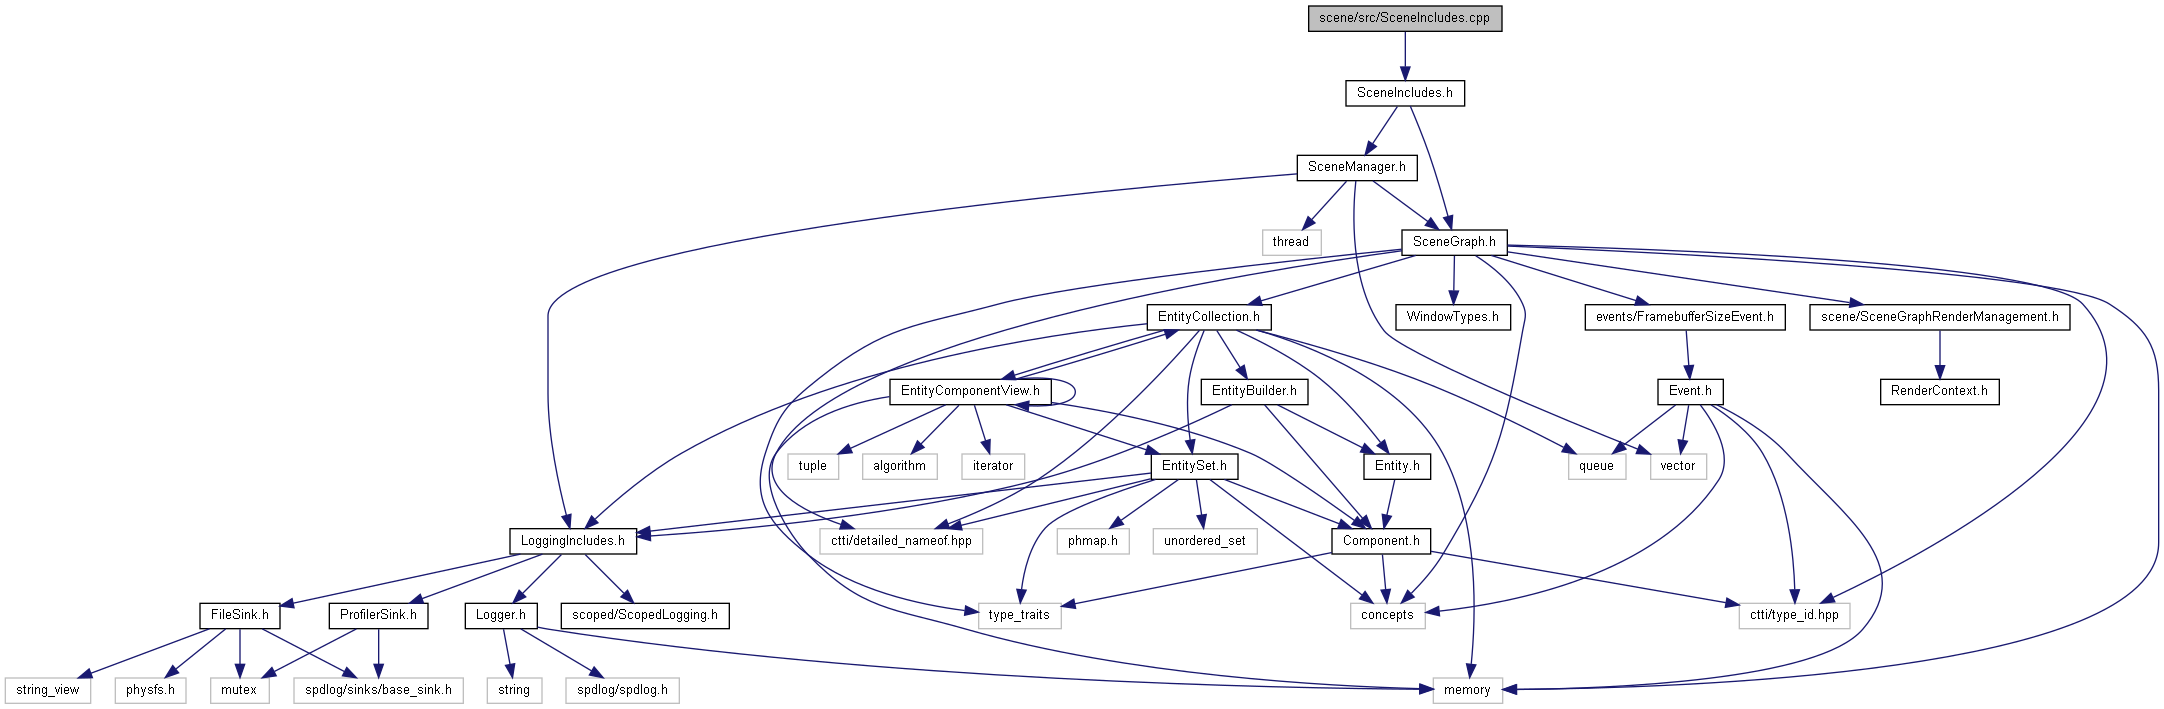 scene/src/SceneIncludes.cpp
SceneIncludes.h
SceneManager.h
thread
SceneGraph.h
EntityCollection.h
WindowTypes.h
events/FramebufferSizeEvent.h
scene/SceneGraphRenderManagement.h
EntityComponentView.h
EntityBuilder.h
Event.h
RenderContext.h
tuple
algorithm
iterator
EntitySet.h
Entity.h
queue
vector
LoggingIncludes.h
ctti/detailed_nameof.hpp
phmap.h
unordered_set
Component.h
FileSink.h
ProfilerSink.h
Logger.h
scoped/ScopedLogging.h
type_traits
concepts
ctti/type_id.hpp
string_view
physfs.h
mutex
spdlog/sinks/base_sink.h
string
spdlog/spdlog.h
memory